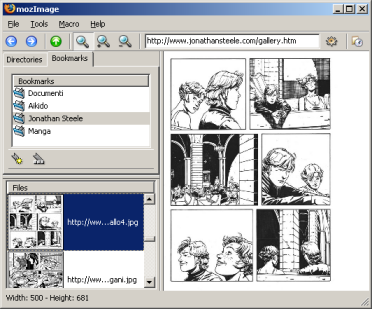 mozImage
File Tools Macro Help
http://www.jonathansteele.com/gallery.htm
Directories Bookmarks
Bookmarks
Documenti
Aikido
Jonathan Steele
Manga
Files
http://ww...allo4.jpg
http://ww...gani.jpg
Width: 500 - Height: 681